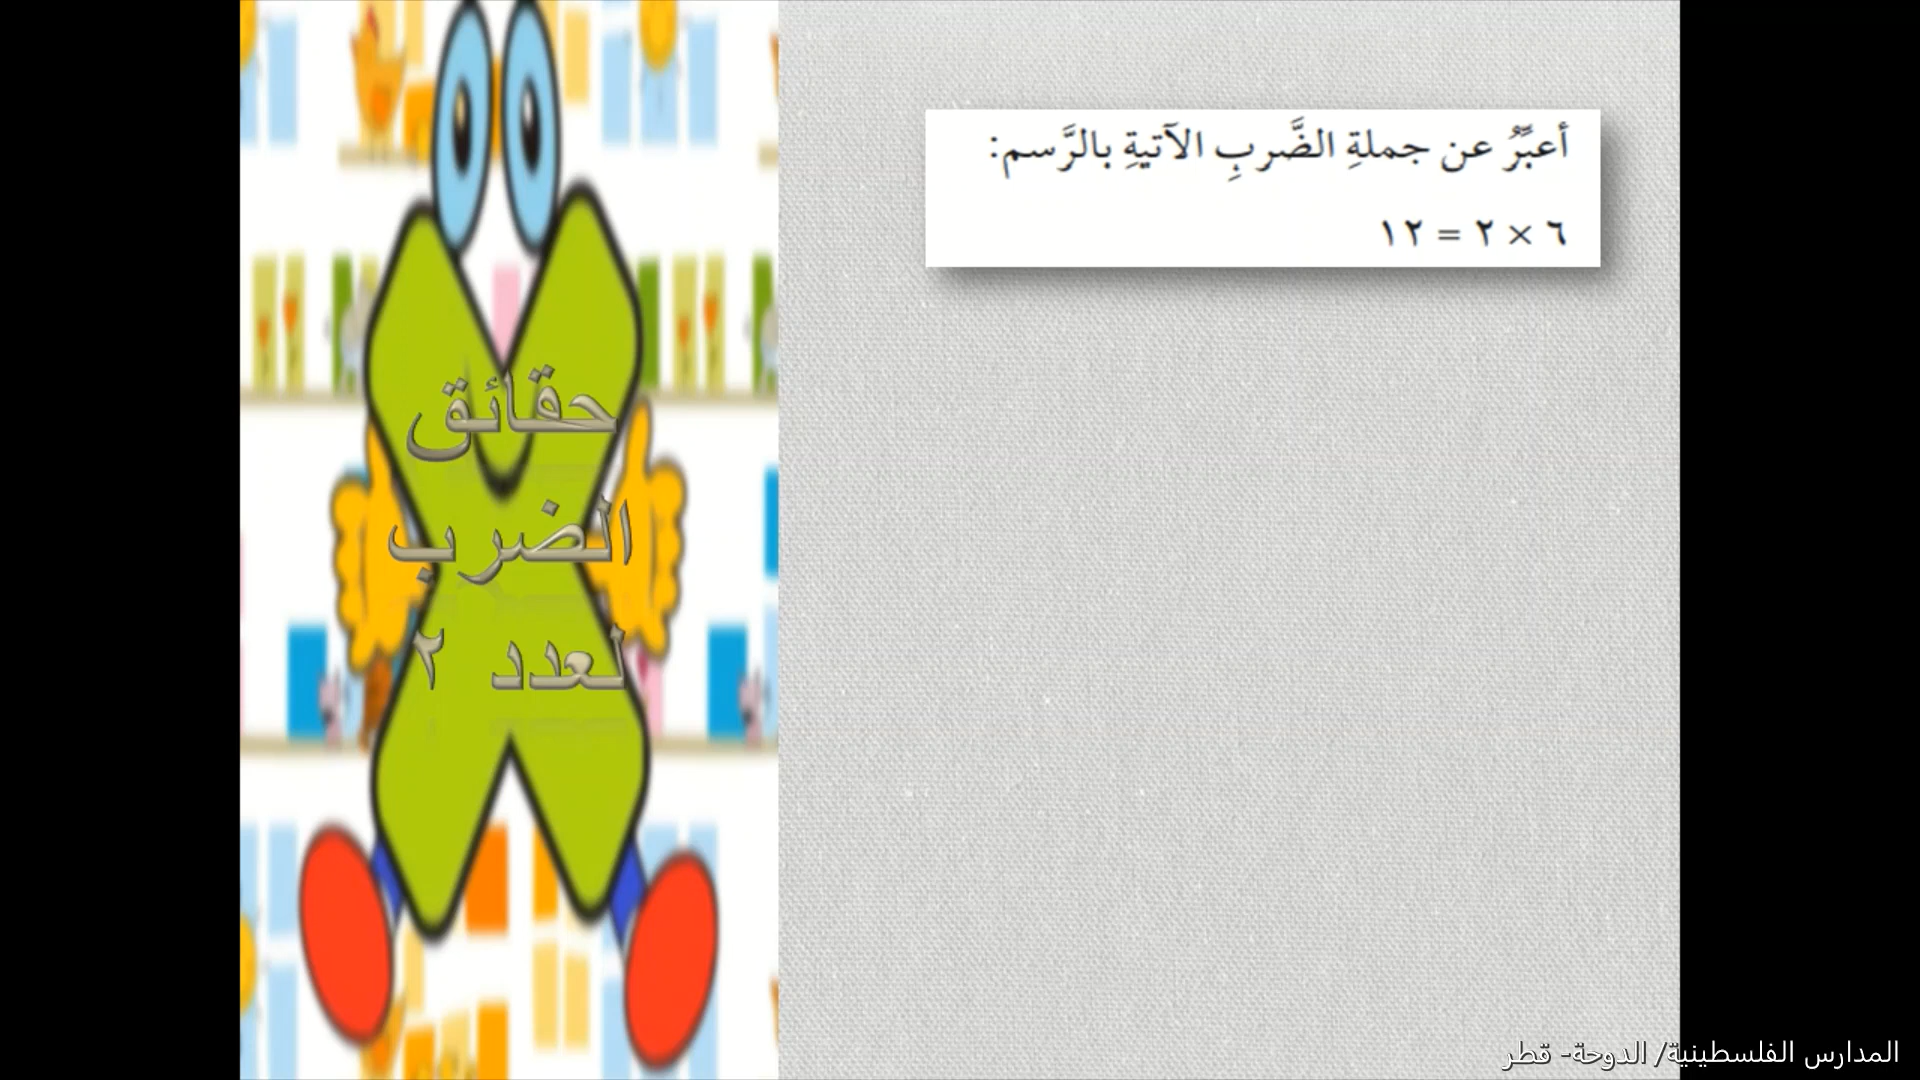 أعبِّرُ عن جملةِ الضَّربِ الآتيةِ بالرَّسم:
٦ × ٢ = ١٢
حقائق
الضرب
لعدد ٢
المدارس الفلسطينية/ الدوحة- قطر